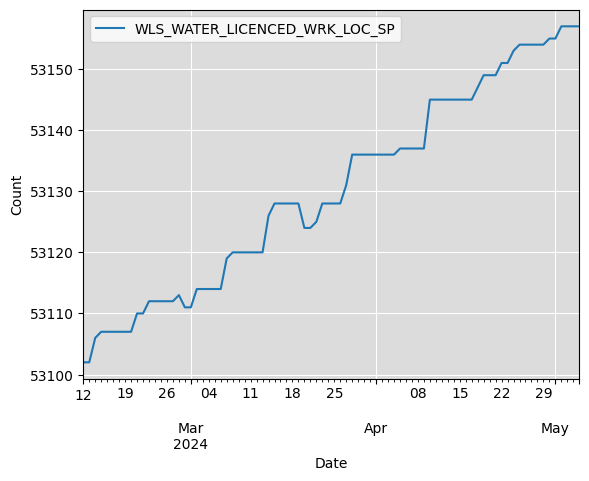 WLS_WATER_LICENCED_WRK_LOC_SP
53150
53140
53130
53120
53110
53100
Count
12 19 26 04 11 18 25 08 15 22 29
Mar Apr May
2024
Date